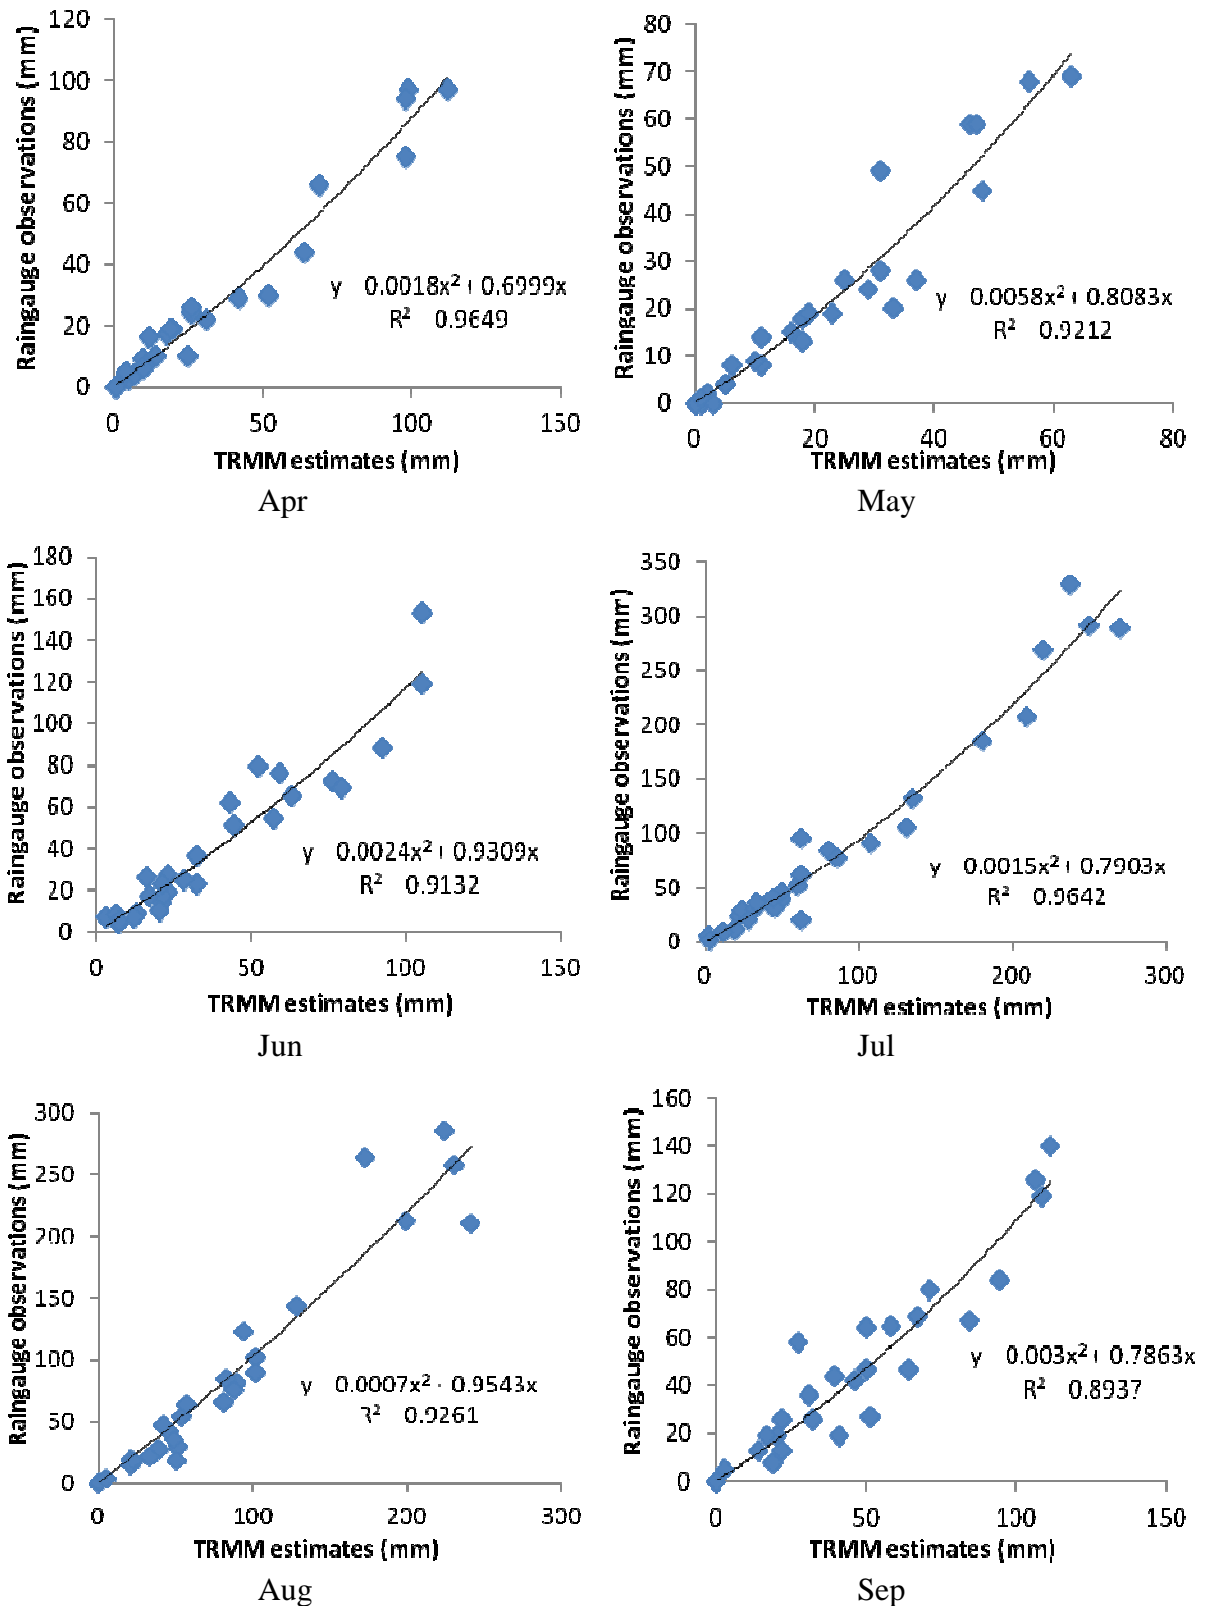 Raingauge observations (mm)
120
100
80
60
40
20
0
y 0.0018x² + 0.6999x
R² 0.9649
0 50 100 150
TRMM estimates (mm)
Apr
Raingauge observations (mm)
80
70
60
50
40
30
20
10
0
y 0.0058x² + 0.8083x
R² 0.9212
0 20 40 60 80
TRMM estimates (mm)
May
Raingauge observations (mm)
180
160
140
120
100
80
60
40
20
0
y 0.0024x² + 0.9309x
R² 0.9132
0 50 100 150
TRMM estimates (mm)
Jun
Raingauge observations (mm)
350
300
250
200
150
100
50
0
y 0.0015x² + 0.7903x
R² 0.9642
0 100 200 300
TRMM estimates (mm)
Jul
Raingauge observations (mm)
300
250
200
150
100
50
0
y 0.0007x² + 0.9543x
R² 0.9261
0 100 200 300
TRMM estimates (mm)
Aug
Raingauge observations (mm)
160
140
120
100
80
60
40
20
0
y 0.003x² + 0.7863x
R² 0.8937
0 50 100 150
TRMM estimates (mm)
Sep